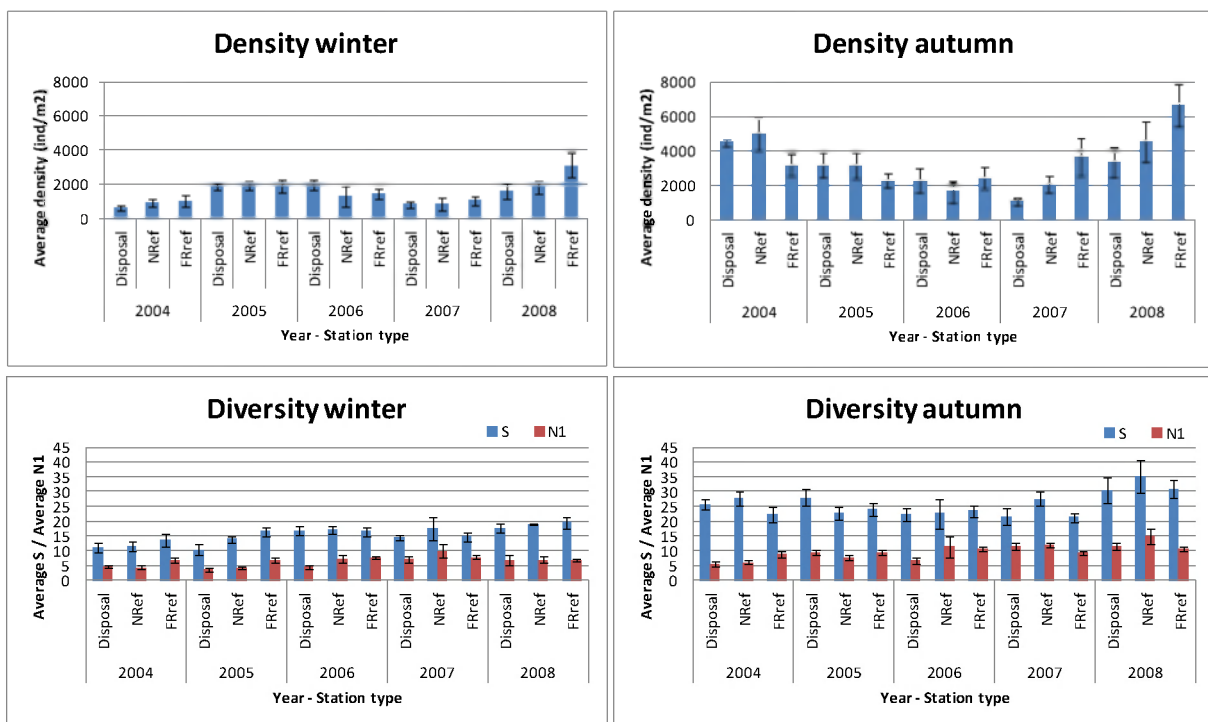 Density winter
Average density (ind/m2)
8000
6000
4000
2000
0
Disposal NRef FRref Disposal NRef FRref Disposal NRef FRref Disposal NRef FRref Disposal NRef FRref
2004 2005 2006 2007 2008
Year - Station type
Density autumn
Average density (ind/m2)
8000
6000
4000
2000
0
Disposal NRef FRref Disposal NRef FRref Disposal NRef FRref Disposal NRef FRref Disposal NRef FRref
2004 2005 2006 2007 2008
Year - Station type
Diversity winter
S N1
Average S / Average N1
45
40
35
30
25
20
15
10
5
0
Disposal NRef FRref Disposal NRef FRref Disposal NRef FRref Disposal NRef FRref Disposal NRef FRref
2004 2005 2006 2007 2008
Year - Station type
Diversity autumn
S N1
Average S / Average N1
45
40
35
30
25
20
15
10
5
0
Disposal NRef FRref Disposal NRef FRref Disposal NRef FRref Disposal NRef FRref Disposal NRef FRref
2004 2005 2006 2007 2008
Year - Station type